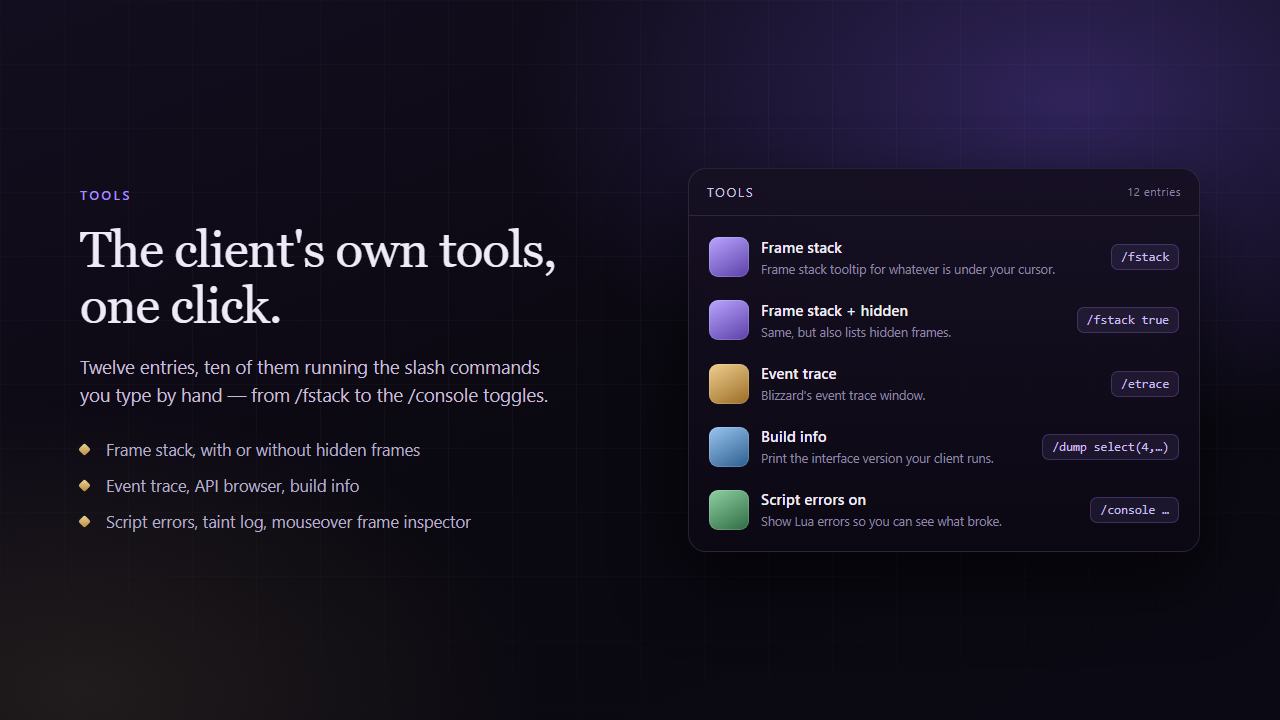 TOOLS
The client's own tools,
one click.
Twelve entries, ten of them running the slash commands
you type by hand — from /fstack to the /console toggles.
Frame stack, with or without hidden frames
Event trace, API browser, build info
Script errors, taint log, mouseover frame inspector
TOOLS
12 entries
Frame stack
Frame stack tooltip for whatever is under your cursor.
/fstack
Frame stack + hidden
Same, but also lists hidden frames.
/fstack true
Event trace
Blizzard's event trace window.
/etrace
Build info
Print the interface version your client runs.
/dump select(4,…)
Script errors on
Show Lua errors so you can see what broke.
/console …